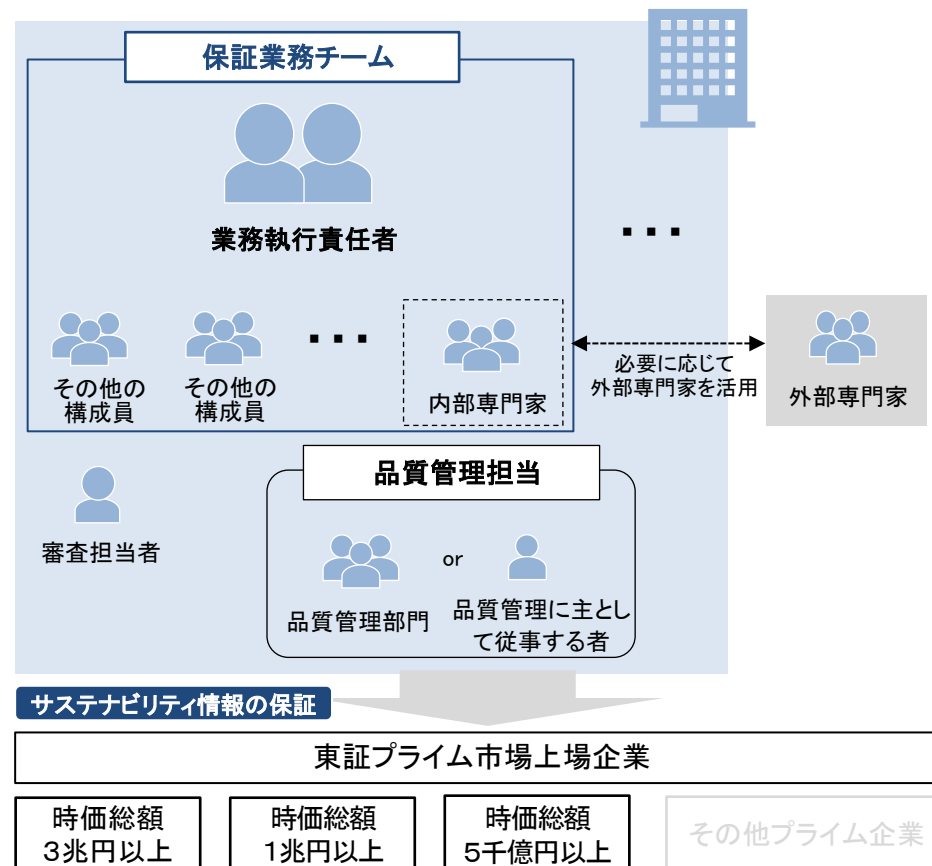 保証業務チーム
業務執行責任者
・・・
その他の
構成員
その他の
構成員
・・・
内部専門家
必要に応じて
外部専門家を活用
外部専門家
審査担当者
品質管理担当
品質管理部門
or
品質管理に主とし
て従事する者
サステナビリティ情報の保証
東証プライム市場上場企業
時価総額
3兆円以上
時価総額
1兆円以上
時価総額
5千億円以上
その他プライム企業